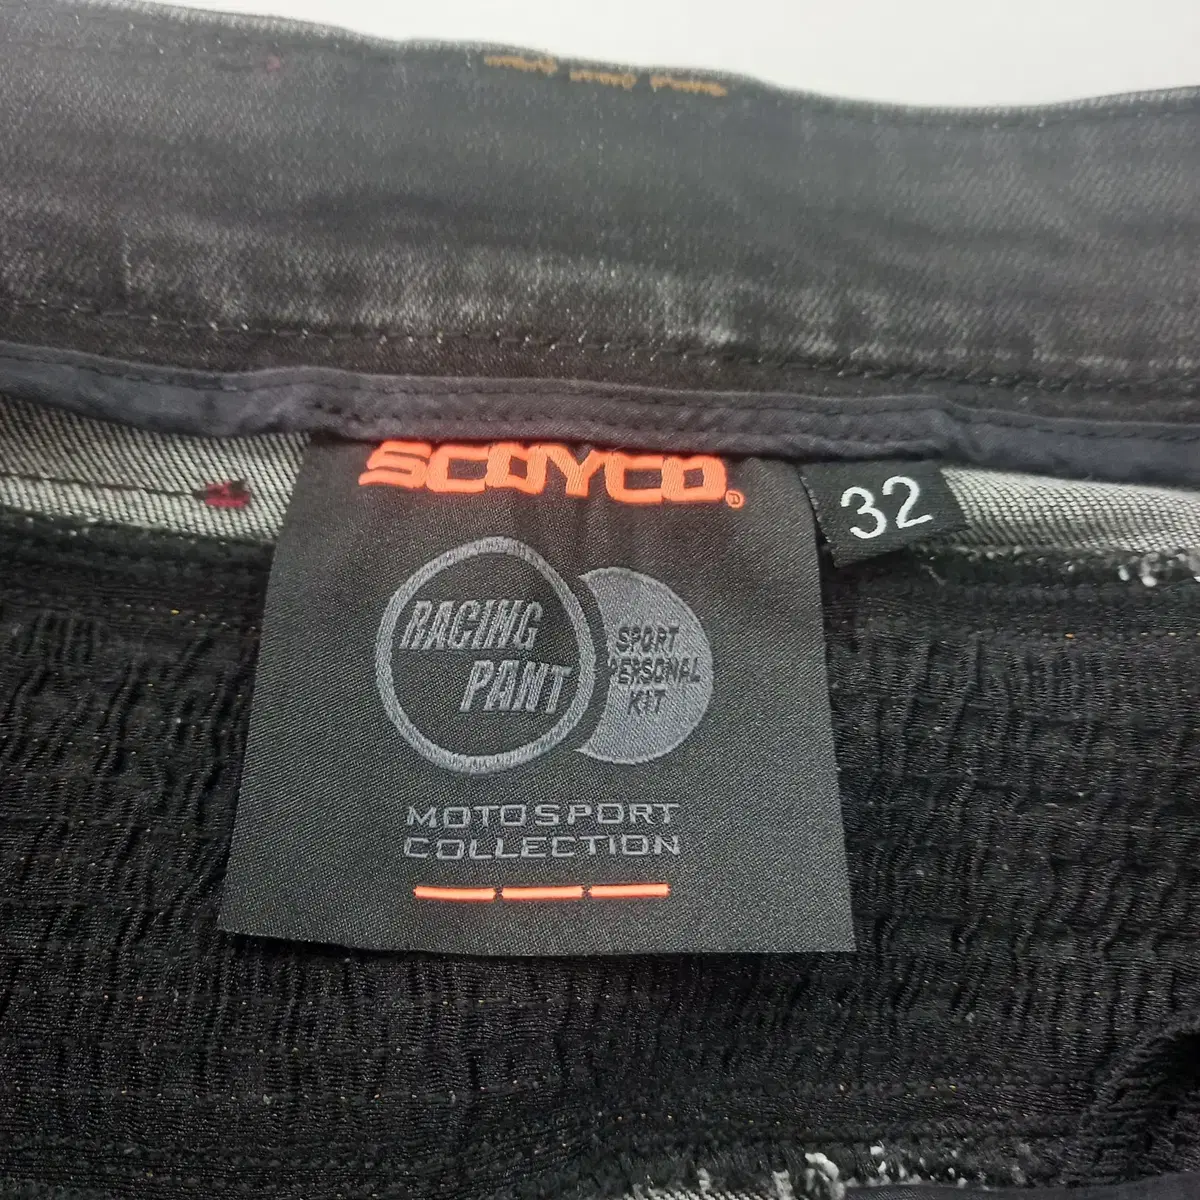 SCOYCO®
32
RACING
PANT
SPORT
PERSONAL
KIT
MOTOSPORT
COLLECTION